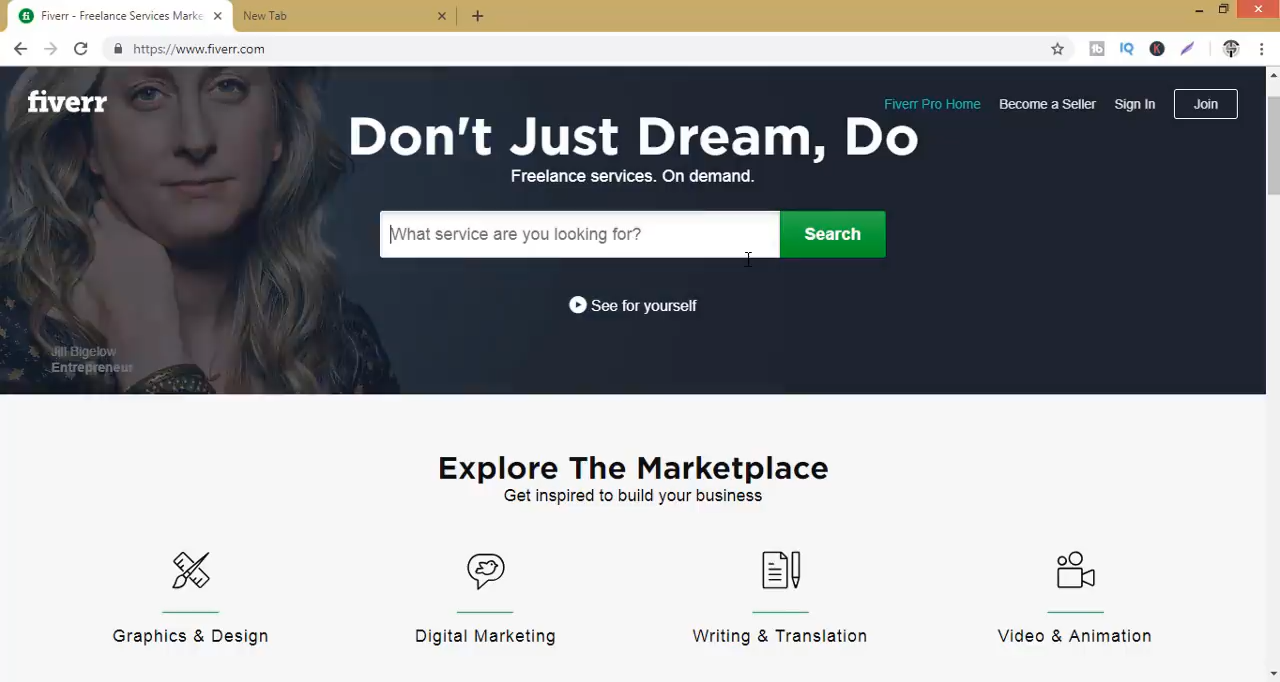 Fiverr - Freelance Services Marke
New Tab
https://www.fiverr.com
fiverr
Fiverr Pro Home
Become a Seller
Sign In
Join
Don't Just Dream, Do
Freelance services. On demand.
What service are you looking for?
Search
See for yourself
Jill Bigelow
Entrepreneur
Explore The Marketplace
Get inspired to build your business
Graphics & Design
Digital Marketing
Writing & Translation
Video & Animation